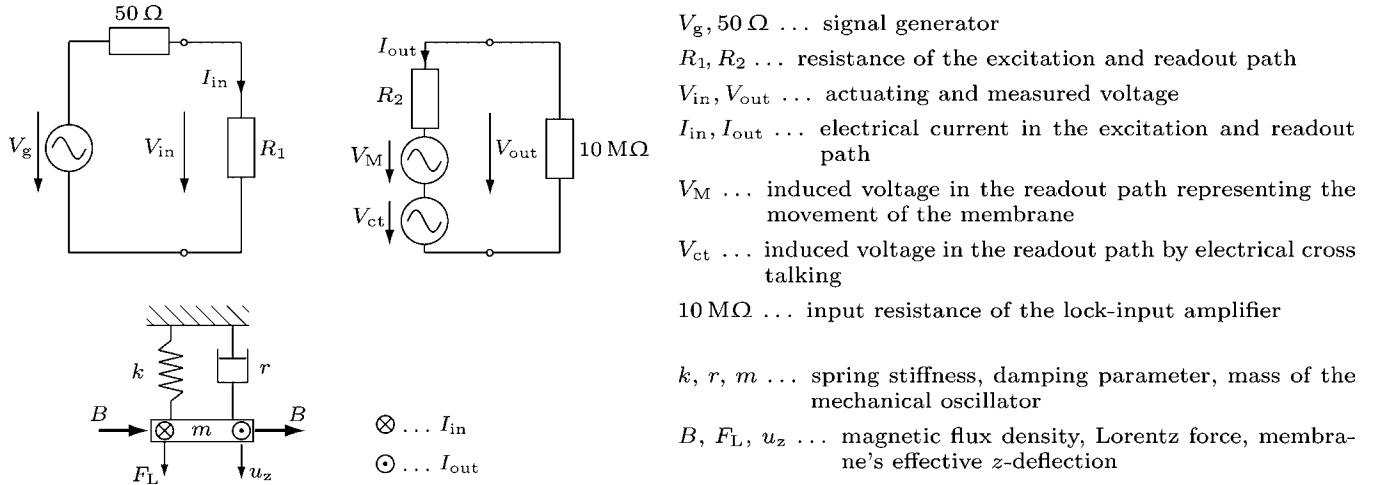 50 Ω
I_in
V_g
V_in
R_1
I_out
R_2
V_M
V_out
10 MΩ
V_ct
k
r
B
m
B
F_L
u_z
⊗ … I_in
⊙ … I_out
V_g, 50 Ω … signal generator
R_1, R_2 … resistance of the excitation and readout path
V_in, V_out … actuating and measured voltage
I_in, I_out … electrical current in the excitation and readout
path
V_M … induced voltage in the readout path representing the
movement of the membrane
V_ct … induced voltage in the readout path by electrical cross
talking
10 MΩ … input resistance of the lock-input amplifier
k, r, m … spring stiffness, damping parameter, mass of the
mechanical oscillator
B, F_L, u_z … magnetic flux density, Lorentz force, membra-
ne's effective z-deflection